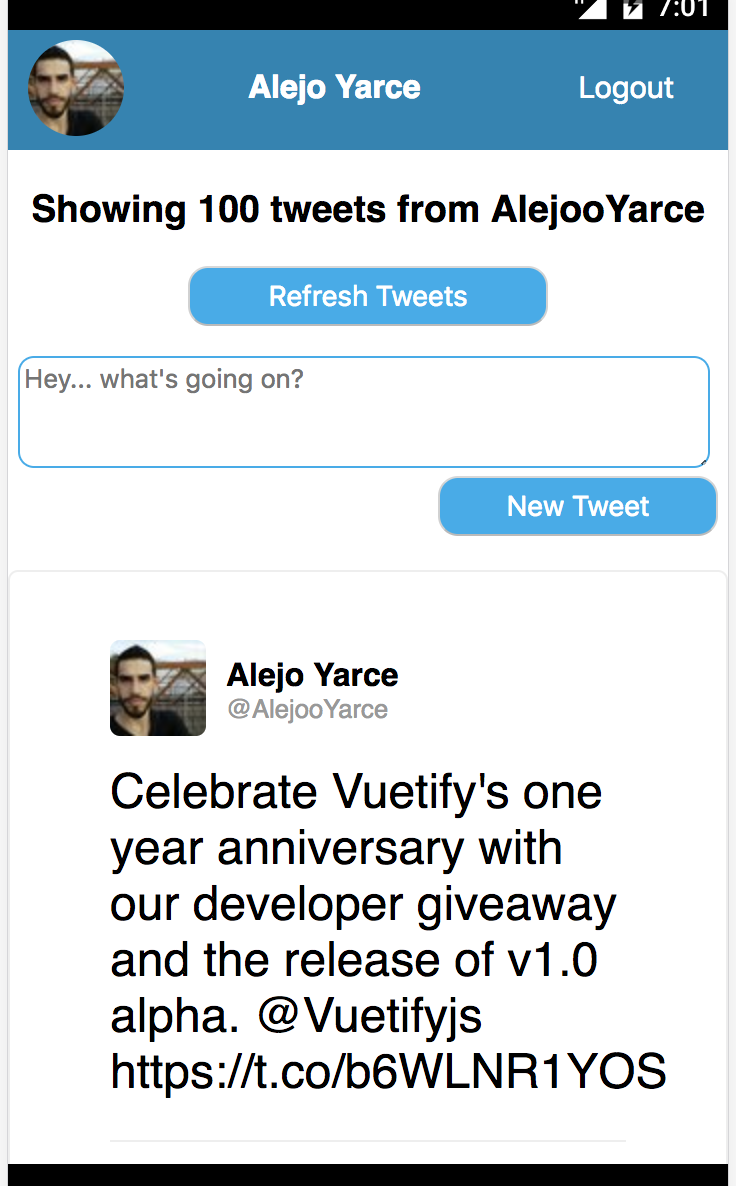 7:01
Alejo Yarce
Logout
Showing 100 tweets from AlejooYarce
Refresh Tweets
Hey... what's going on?
New Tweet
Alejo Yarce
@AlejooYarce
Celebrate Vuetify's one
year anniversary with
our developer giveaway
and the release of v1.0
alpha. @Vuetifyjs
https://t.co/b6WLNR1YOS